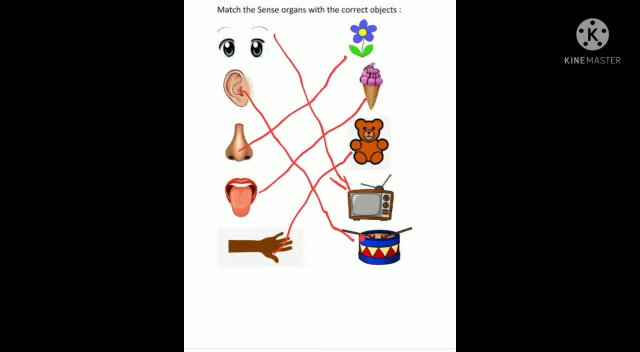 Match the Sense organs with the correct objects :
K
KINEMASTER